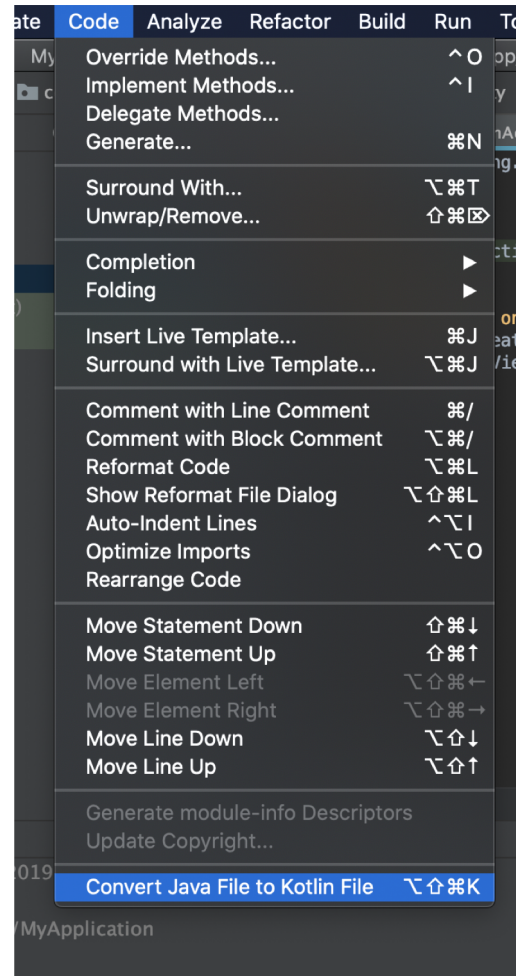 ate Code Analyze Refactor Build Run To
My
Override Methods... ^O
Implement Methods... ^I
Delegate Methods...
Generate... ⌘N
Surround With... ⌥⌘T
Unwrap/Remove... ⇧⌘⌦
Completion ▶
Folding ▶
Insert Live Template... ⌘J
Surround with Live Template... ⌥⌘J
Comment with Line Comment ⌘/
Comment with Block Comment ⌥⌘/
Reformat Code ⌥⌘L
Show Reformat File Dialog ⌥⇧⌘L
Auto-Indent Lines ^⌥I
Optimize Imports ^⌥O
Rearrange Code
Move Statement Down ⇧⌘↓
Move Statement Up ⇧⌘↑
Move Element Left ⌥⇧⌘←
Move Element Right ⌥⇧⌘→
Move Line Down ⌥⇧↓
Move Line Up ⌥⇧↑
Generate module-info Descriptors
Update Copyright...
2019
Convert Java File to Kotlin File ⌥⇧⌘K
/MyApplication